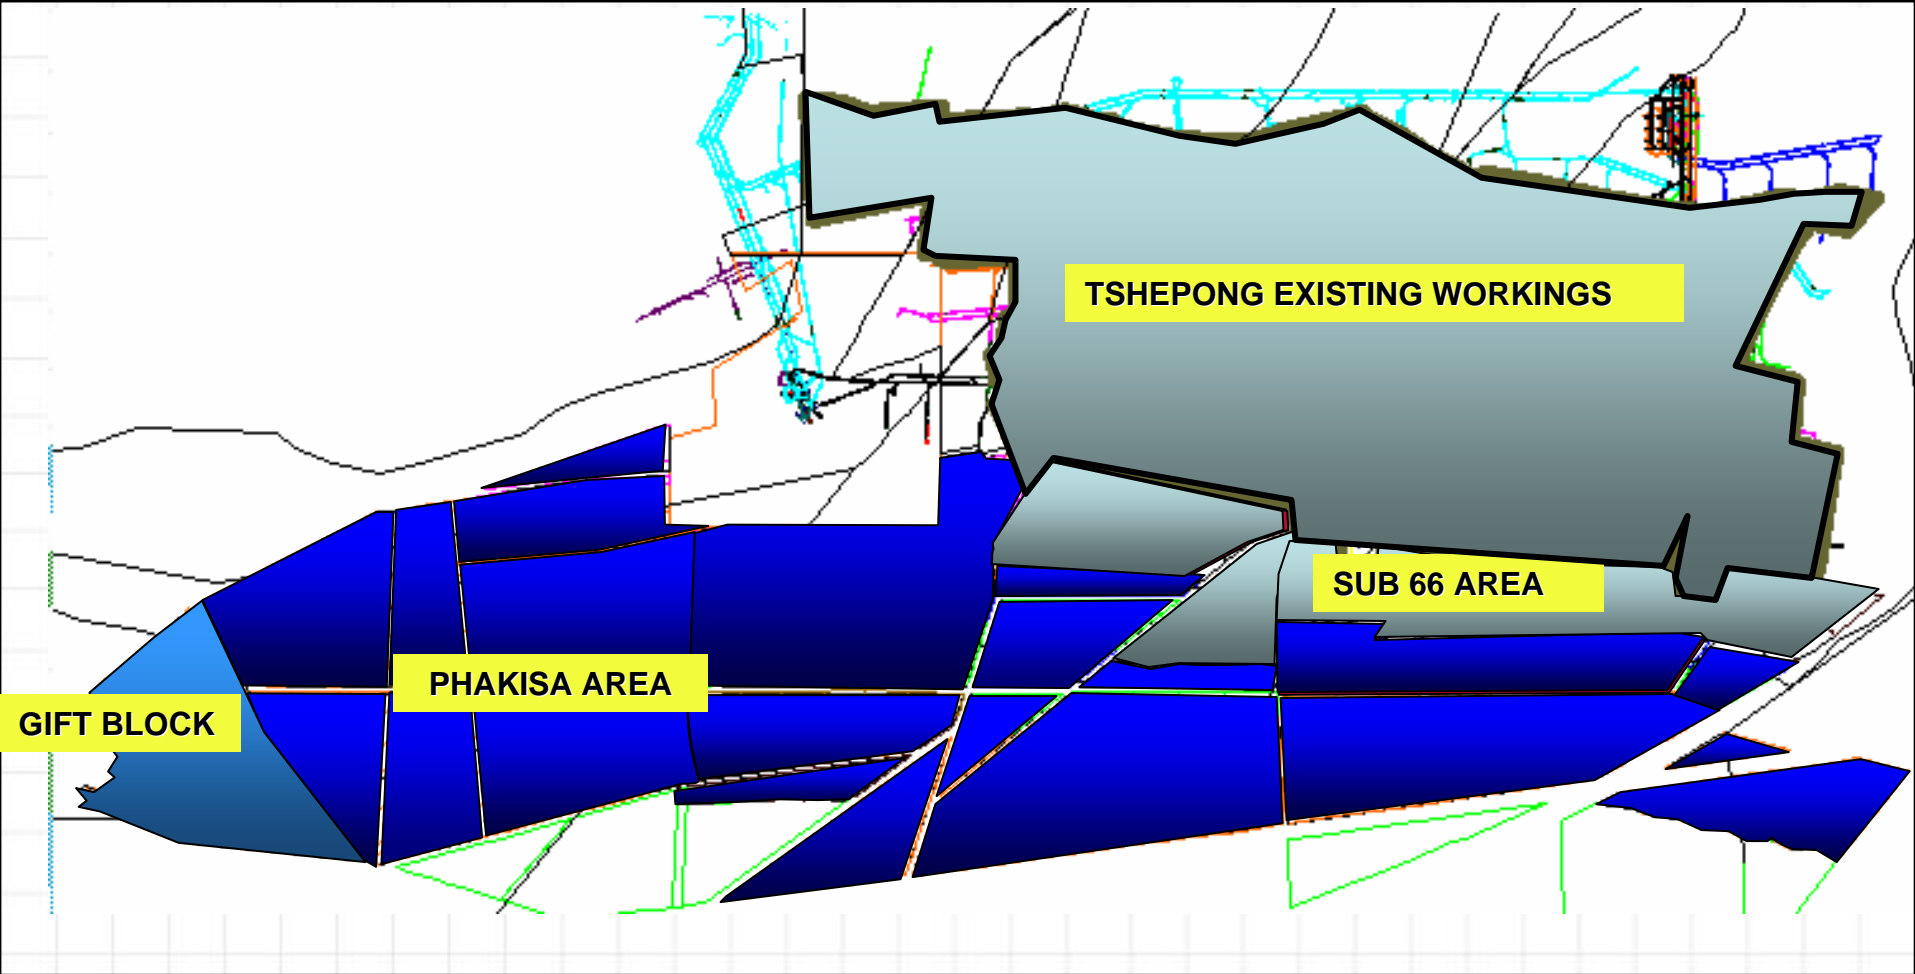 TSHEPONG EXISTING WORKINGS
SUB 66 AREA
PHAKISA AREA
GIFT BLOCK